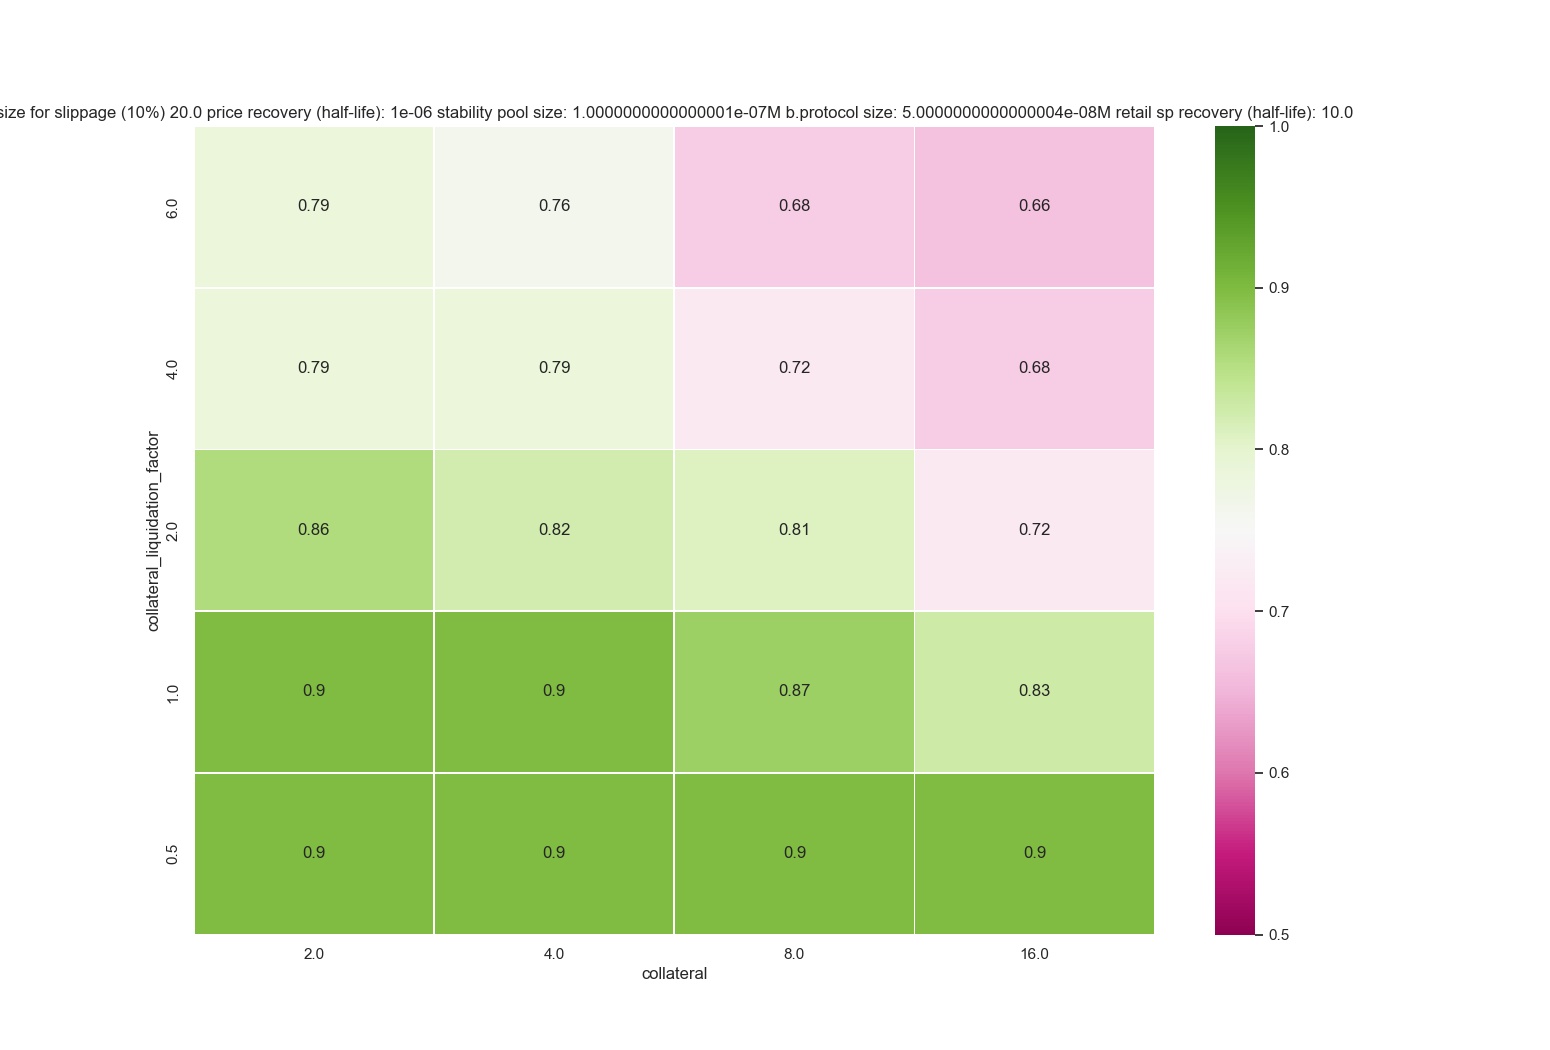 size for slippage (10%) 20.0 price recovery (half-life): 1e-06 stability pool size: 1.0000000000000001e-07M b.protocol size: 5.0000000000000004e-08M retail sp recovery (half-life): 10.0
1.0
6.0
0.79 0.76 0.68 0.66
0.9
4.0
0.79 0.79 0.72 0.68
0.8
collateral_liquidation_factor
2.0
0.86 0.82 0.81 0.72
0.7
1.0
0.9 0.9 0.87 0.83
0.6
0.5
0.9 0.9 0.9 0.9
0.5
2.0 4.0 8.0 16.0
collateral